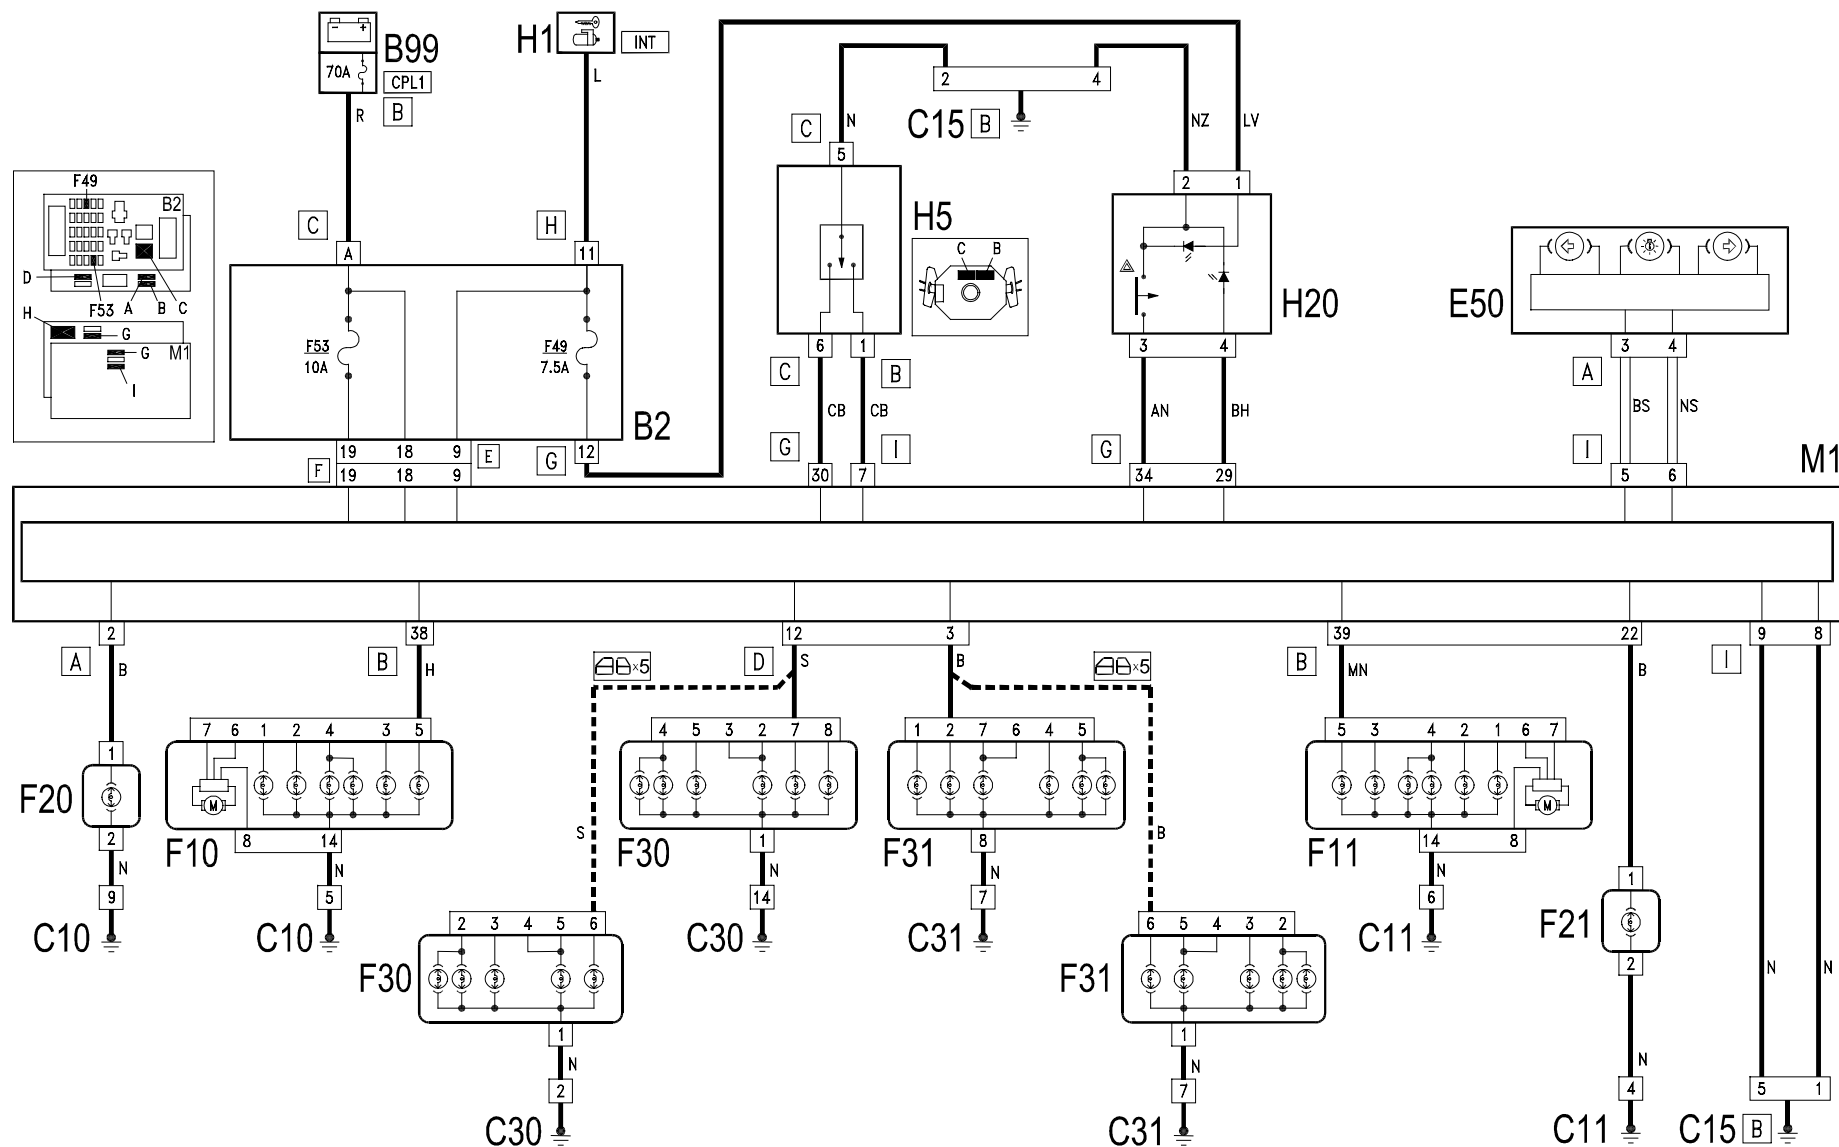 B99
70A
CPL1
B
R
H1
INT
L
2 4
C15 B
C N
5
NZ LV
F49
B2
D
F53 A B C
H
G
G M1
I
C
A
H
11
F53
10A
F49
7.5A
B2
19 18 9 E
F 19 18 9
G 12
H5
C B
6 1
C B
CB CB
G I
30 7
2 1
H20
3 4
AN BH
G
34 29
E50
3 4
A
BS NS
I
5 6
M1
2 38 12 3 39 22 9 8
A B
B H
×5
D S
B
×5
B MN
B
I
1
F20
2
N
9
C10
7 6 1 2 4 3 5
M
F10
8 14
N
5
C10
S
4 5 3 2 7 8
F30
1
N
14
C30
1 2 7 6 4 5
F31
8
N
7
C31
B
5 3 4 2 1 6 7
M
F11
14 8
N
6
C11
1
F21
2
N
4
C11
2 3 4 5 6
F30
1
N
2
C30
6 5 4 3 2
F31
1
N
7
C31
N N
5 1
C15 B